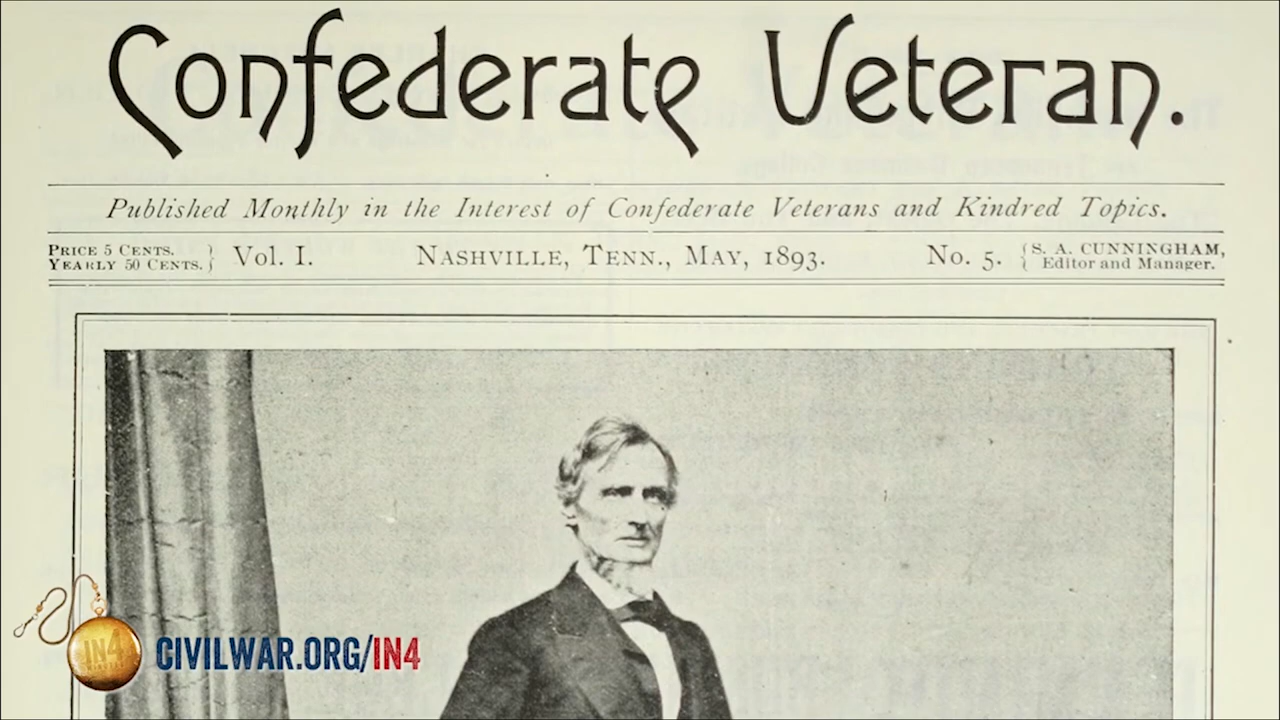 Confederate Veteran.
Published Monthly in the Interest of Confederate Veterans and Kindred Topics.
PRICE 5 CENTS.
YEARLY 50 CENTS.
Vol. I.
NASHVILLE, TENN., MAY, 1893.
No. 5.
S. A. CUNNINGHAM,
Editor and Manager.
IN4
CIVILWAR.ORG/IN4